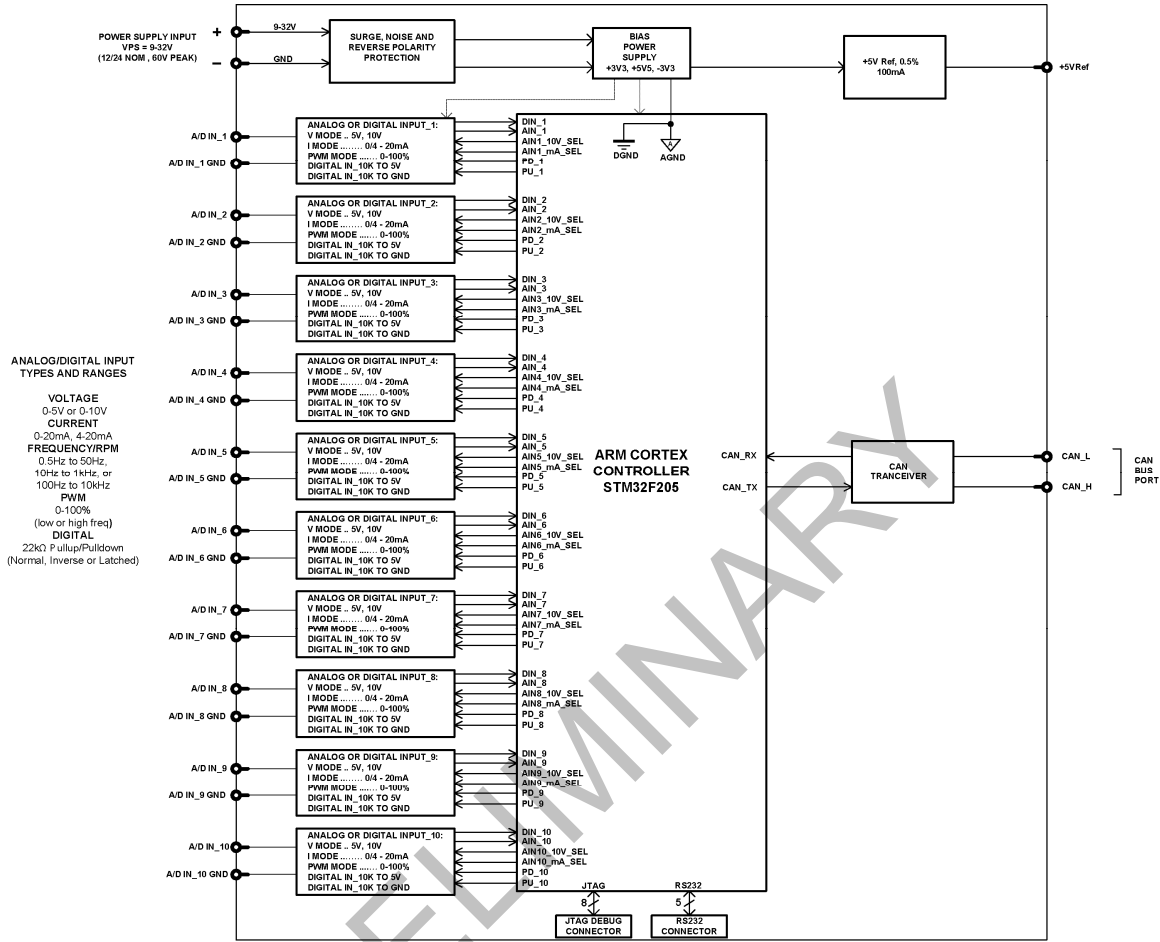 POWER SUPPLY INPUT
VPS = 9-32V
(12/24 NOM , 60V PEAK)
+
–
9-32V
GND
SURGE, NOISE AND
REVERSE POLARITY
PROTECTION
BIAS
POWER
SUPPLY
+3V3, +5V5, -3V3
+5V Ref, 0.5%
100mA
+5VRef
DGND
A
AGND
A/D IN_1
A/D IN_1 GND
ANALOG OR DIGITAL INPUT_1:
V MODE .. 5V, 10V
I MODE ........ 0/4 - 20mA
PWM MODE ....... 0-100%
DIGITAL IN_10K TO 5V
DIGITAL IN_10K TO GND
DIN_1
AIN_1
AIN1_10V_SEL
AIN1_mA_SEL
PD_1
PU_1
A/D IN_2
A/D IN_2 GND
ANALOG OR DIGITAL INPUT_2:
V MODE .. 5V, 10V
I MODE ........ 0/4 - 20mA
PWM MODE ....... 0-100%
DIGITAL IN_10K TO 5V
DIGITAL IN_10K TO GND
DIN_2
AIN_2
AIN2_10V_SEL
AIN2_mA_SEL
PD_2
PU_2
A/D IN_3
A/D IN_3 GND
ANALOG OR DIGITAL INPUT_3:
V MODE .. 5V, 10V
I MODE ........ 0/4 - 20mA
PWM MODE ....... 0-100%
DIGITAL IN_10K TO 5V
DIGITAL IN_10K TO GND
DIN_3
AIN_3
AIN3_10V_SEL
AIN3_mA_SEL
PD_3
PU_3
ANALOG/DIGITAL INPUT
TYPES AND RANGES
VOLTAGE
0-5V or 0-10V
CURRENT
0-20mA, 4-20mA
FREQUENCY/RPM
0.5Hz to 50Hz,
10Hz to 1kHz, or
100Hz to 10kHz
PWM
0-100%
(low or high freq)
DIGITAL
22kΩ Pullup/Pulldown
(Normal, Inverse or Latched)
A/D IN_4
A/D IN_4 GND
ANALOG OR DIGITAL INPUT_4:
V MODE .. 5V, 10V
I MODE ........ 0/4 - 20mA
PWM MODE ....... 0-100%
DIGITAL IN_10K TO 5V
DIGITAL IN_10K TO GND
DIN_4
AIN_4
AIN4_10V_SEL
AIN4_mA_SEL
PD_4
PU_4
A/D IN_5
A/D IN_5 GND
ANALOG OR DIGITAL INPUT_5:
V MODE .. 5V, 10V
I MODE ........ 0/4 - 20mA
PWM MODE ....... 0-100%
DIGITAL IN_10K TO 5V
DIGITAL IN_10K TO GND
DIN_5
AIN_5
AIN5_10V_SEL
AIN5_mA_SEL
PD_5
PU_5
ARM CORTEX
CONTROLLER
STM32F205
CAN_RX
CAN_TX
CAN
TRANCEIVER
CAN_L
CAN_H
CAN
BUS
PORT
A/D IN_6
A/D IN_6 GND
ANALOG OR DIGITAL INPUT_6:
V MODE .. 5V, 10V
I MODE ........ 0/4 - 20mA
PWM MODE ....... 0-100%
DIGITAL IN_10K TO 5V
DIGITAL IN_10K TO GND
DIN_6
AIN_6
AIN6_10V_SEL
AIN6_mA_SEL
PD_6
PU_6
A/D IN_7
A/D IN_7 GND
ANALOG OR DIGITAL INPUT_7:
V MODE .. 5V, 10V
I MODE ........ 0/4 - 20mA
PWM MODE ....... 0-100%
DIGITAL IN_10K TO 5V
DIGITAL IN_10K TO GND
DIN_7
AIN_7
AIN7_10V_SEL
AIN7_mA_SEL
PD_7
PU_7
A/D IN_8
A/D IN_8 GND
ANALOG OR DIGITAL INPUT_8:
V MODE .. 5V, 10V
I MODE ........ 0/4 - 20mA
PWM MODE ....... 0-100%
DIGITAL IN_10K TO 5V
DIGITAL IN_10K TO GND
DIN_8
AIN_8
AIN8_10V_SEL
AIN8_mA_SEL
PD_8
PU_8
A/D IN_9
A/D IN_9 GND
ANALOG OR DIGITAL INPUT_9:
V MODE .. 5V, 10V
I MODE ........ 0/4 - 20mA
PWM MODE ....... 0-100%
DIGITAL IN_10K TO 5V
DIGITAL IN_10K TO GND
DIN_9
AIN_9
AIN9_10V_SEL
AIN9_mA_SEL
PD_9
PU_9
A/D IN_10
A/D IN_10 GND
ANALOG OR DIGITAL INPUT_10:
V MODE .. 5V, 10V
I MODE ........ 0/4 - 20mA
PWM MODE ....... 0-100%
DIGITAL IN_10K TO 5V
DIGITAL IN_10K TO GND
DIN_10
AIN_10
AIN10_10V_SEL
AIN10_mA_SEL
PD_10
PU_10
JTAG
RS232
8
5
JTAG DEBUG
CONNECTOR
RS232
CONNECTOR
ELIMINARY